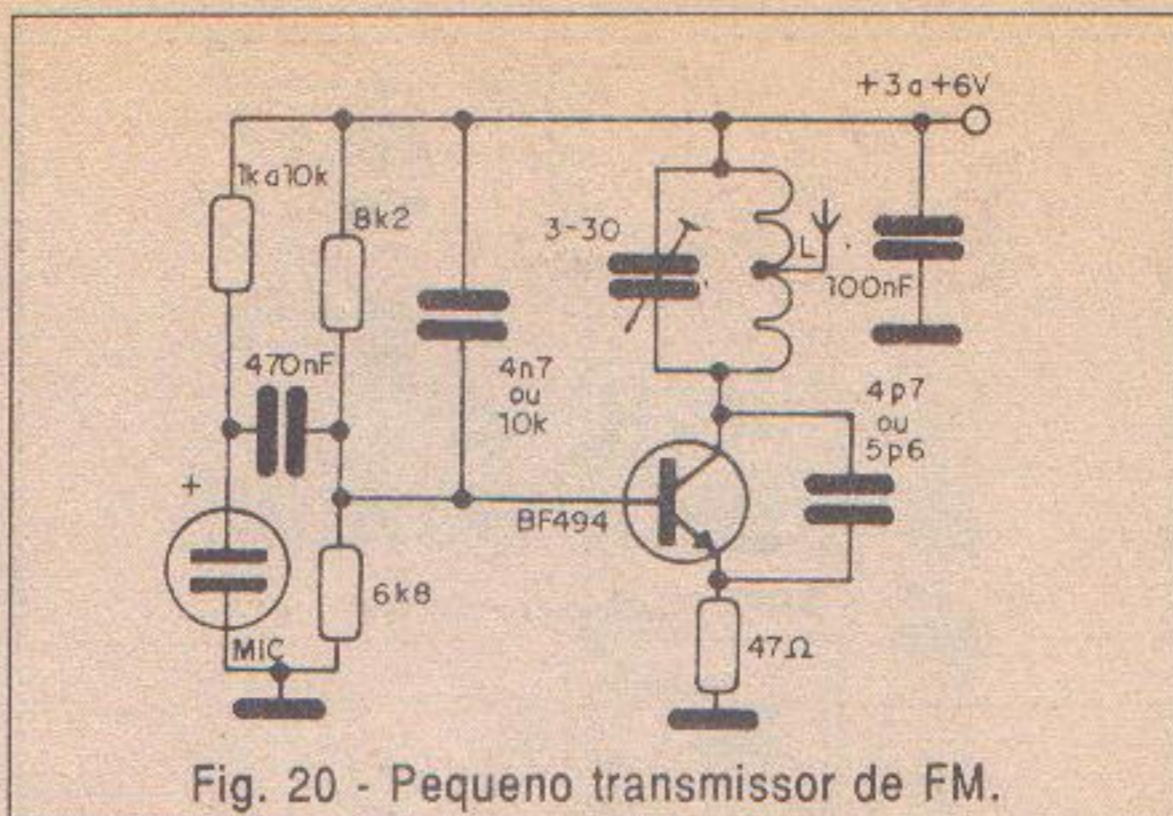 +3a+6V
1ka10k
8k2
3-30
L
100nF
470nF
4n7
ou
10k
4p7
ou
5p6
+
BF494
6k8
MIC
47Ω
Fig. 20 - Pequeno transmissor de FM.